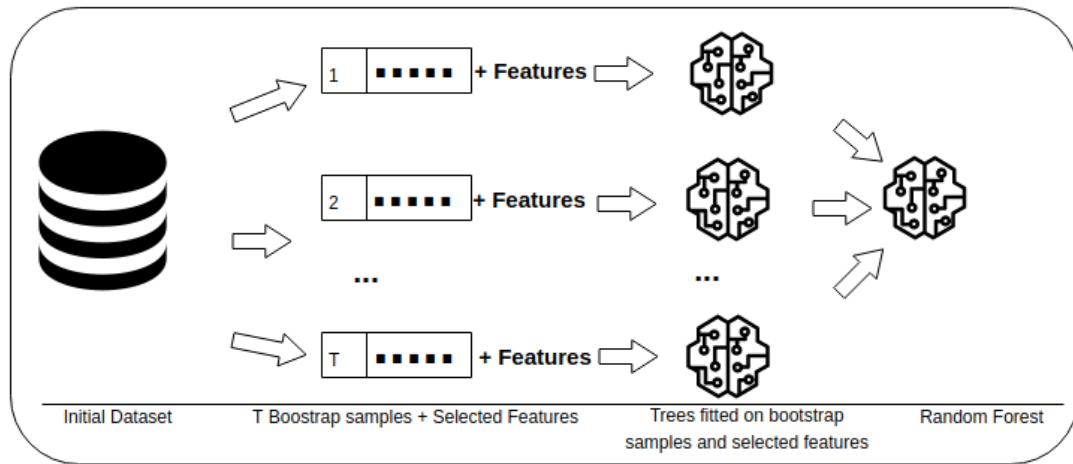 1 ▪▪▪▪▪ + Features
2 ▪▪▪▪▪ + Features
... ...
T ▪▪▪▪▪ + Features
Initial Dataset
T Boostrap samples + Selected Features
Trees fitted on bootstrap
samples and selected features
Random Forest